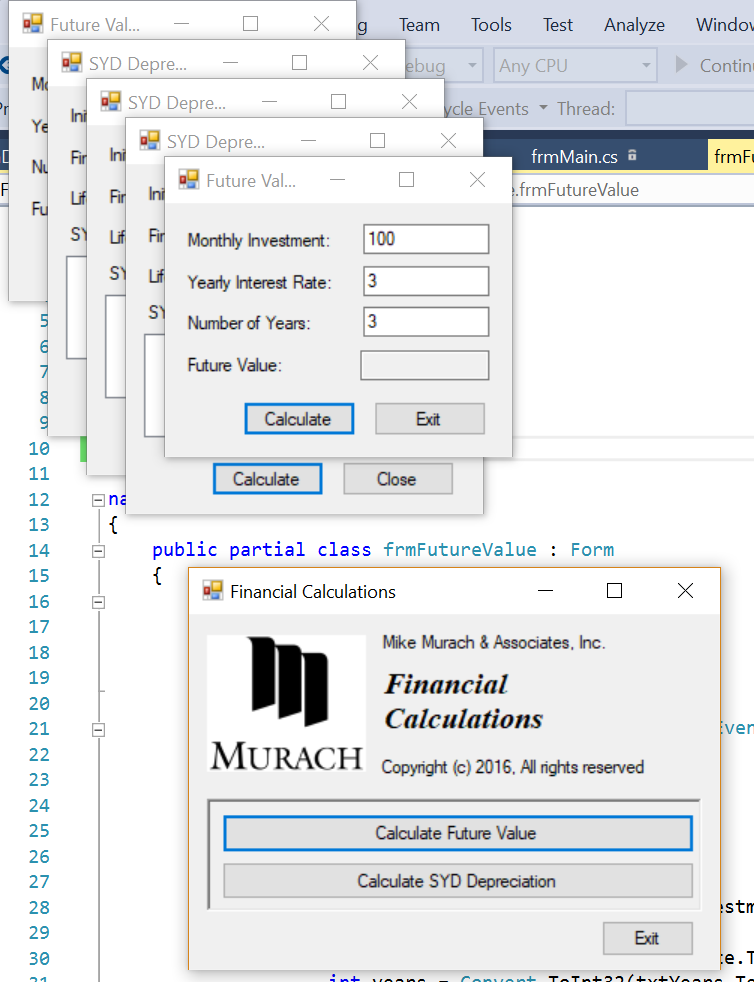 Future Val...
g Team Tools Test Analyze Window
SYD Depre...
ebug Any CPU Continu
SYD Depre...
ycle Events Thread:
SYD Depre...
frmMain.cs frmFu
Future Val...
e.frmFutureValue
Mo
Ye
Nu
Fu
Ini
Fir
Lif
SY
Ini
Fir
Lif
SY
Ini
Fir
Lif
SY
Monthly Investment: 100
Yearly Interest Rate: 3
Number of Years: 3
Future Value:
Calculate Exit
Calculate Close
5
6
7
8
9
10
11
12 na
13 {
14 public partial class frmFutureValue : Form
15 {
16
17
18
19
20
21 Even
22
23
24
25
26
27
28 estm
29
30 te.T
31 int years = Convert.ToInt32(txtYears.Te
Financial Calculations
Mike Murach & Associates, Inc.
Financial
Calculations
MURACH
Copyright (c) 2016, All rights reserved
Calculate Future Value
Calculate SYD Depreciation
Exit